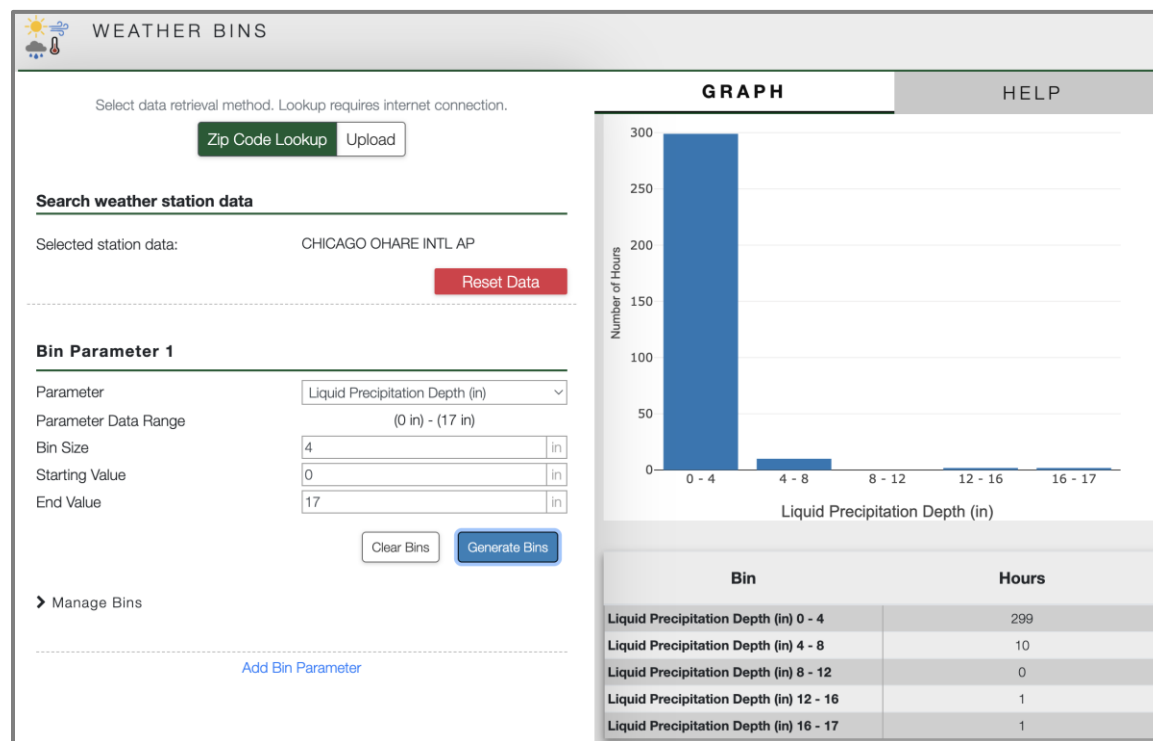 WEATHER BINS
Select data retrieval method. Lookup requires internet connection.
Zip Code Lookup Upload
Search weather station data
Selected station data: CHICAGO OHARE INTL AP
Reset Data
Bin Parameter 1
Parameter Liquid Precipitation Depth (in)
Parameter Data Range (0 in) - (17 in)
Bin Size 4 in
Starting Value 0 in
End Value 17 in
Clear Bins Generate Bins
Manage Bins
Add Bin Parameter
GRAPH HELP
300
250
200
150
100
50
0
Number of Hours
0 - 4 4 - 8 8 - 12 12 - 16 16 - 17
Liquid Precipitation Depth (in)
Bin Hours
Liquid Precipitation Depth (in) 0 - 4 299
Liquid Precipitation Depth (in) 4 - 8 10
Liquid Precipitation Depth (in) 8 - 12 0
Liquid Precipitation Depth (in) 12 - 16 1
Liquid Precipitation Depth (in) 16 - 17 1